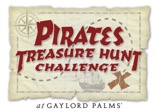 PIRATES
TREASURE HUNT
CHALLENGE
at GAYLORD PALMS®